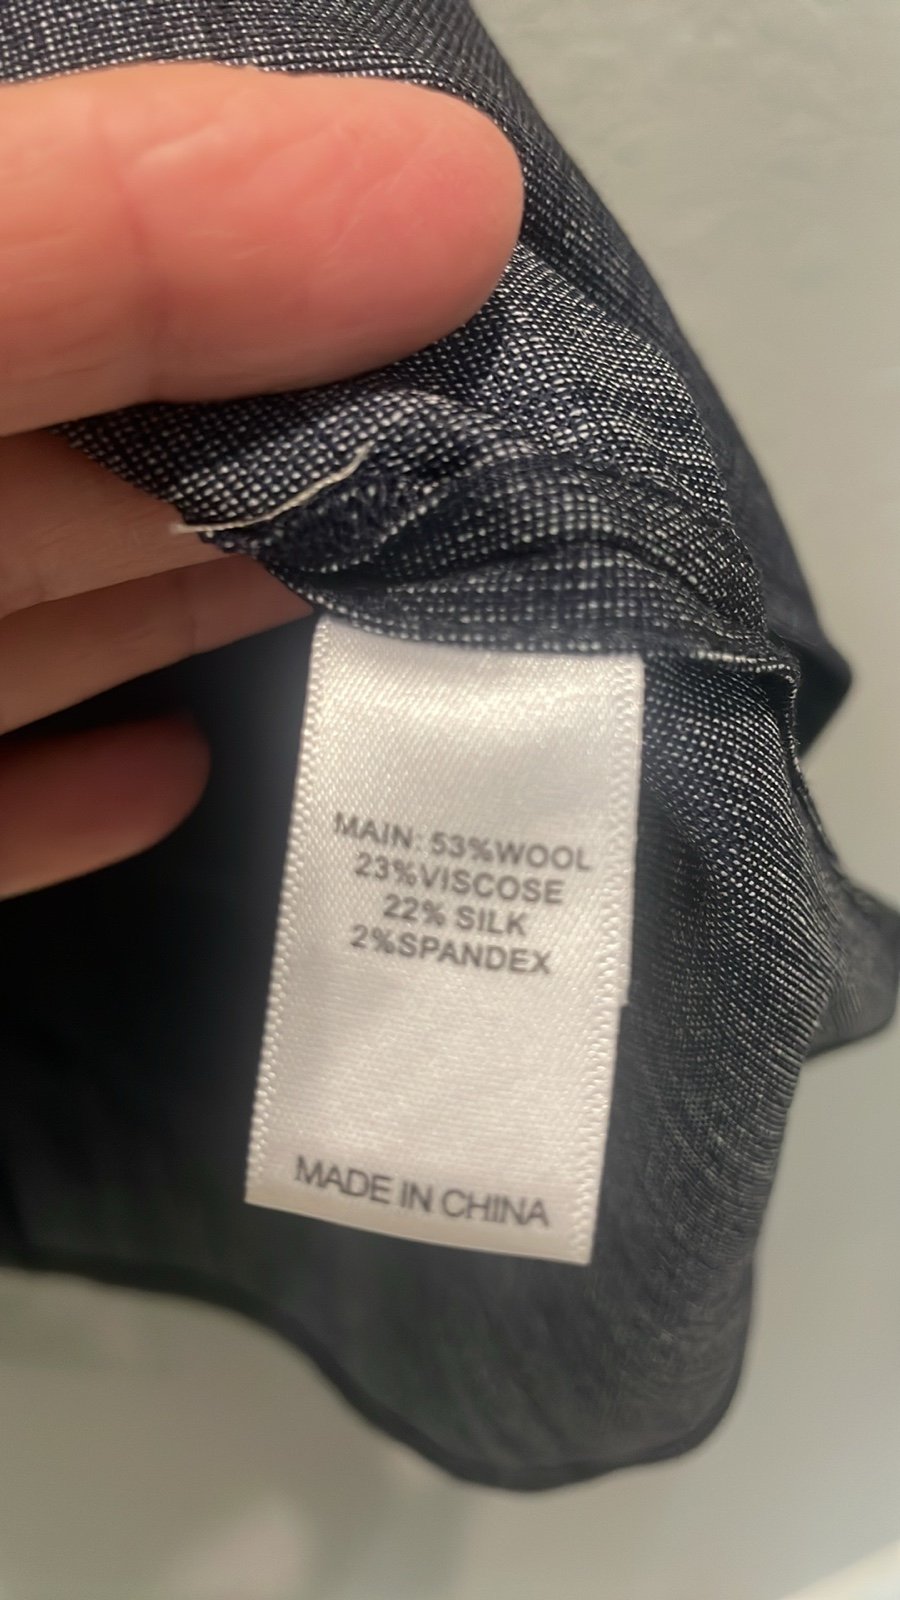 MAIN: 53%WOOL
23%VISCOSE
22% SILK
2%SPANDEX
MADE IN CHINA